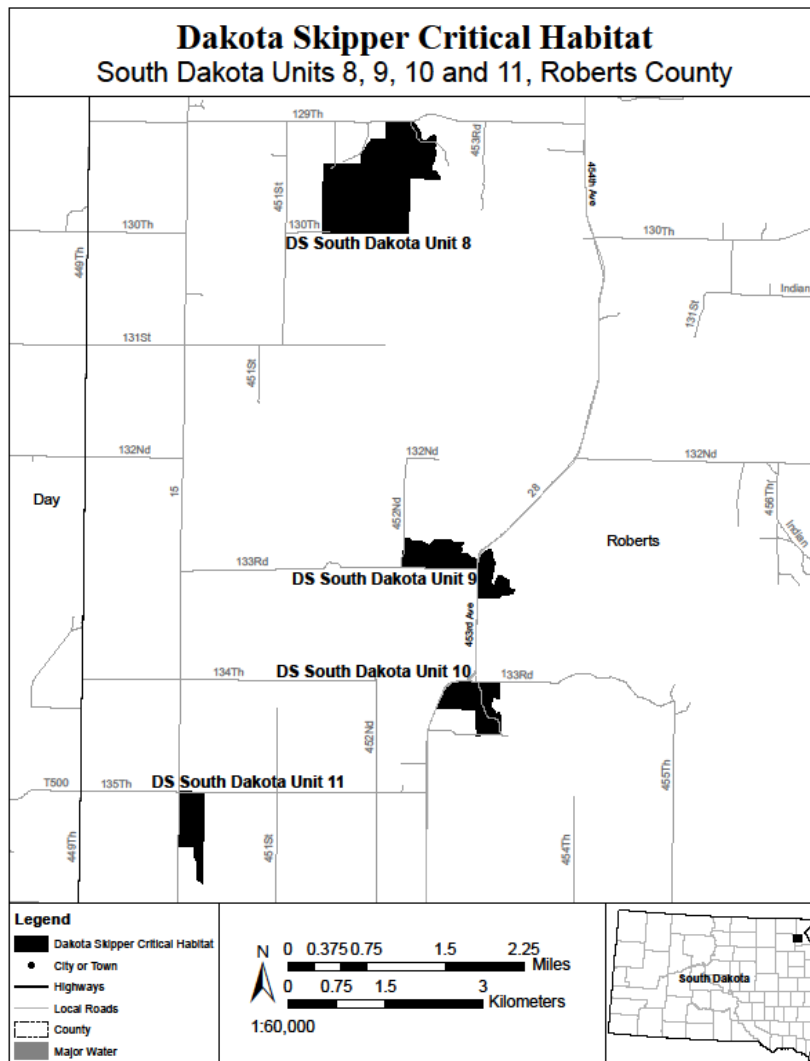 Dakota Skipper Critical Habitat
South Dakota Units 8, 9, 10 and 11, Roberts County
129Th
453Rd
454th Ave
451St
130Th
130Th
130Th
DS South Dakota Unit 8
449Th
Indian
131St
131St
451St
132Nd
132Nd
132Nd
15
28
456Th
Day
452Nd
Indian
Roberts
133Rd
DS South Dakota Unit 9
453rd Ave
DS South Dakota Unit 10
134Th
133Rd
452Nd
455Th
T500
135Th
DS South Dakota Unit 11
449Th
451St
454Th
Legend
Dakota Skipper Critical Habitat
City or Town
Highways
Local Roads
County
Major Water
N
0 0.375 0.75 1.5 2.25
Miles
0 0.75 1.5 3
Kilometers
1:60,000
South Dakota